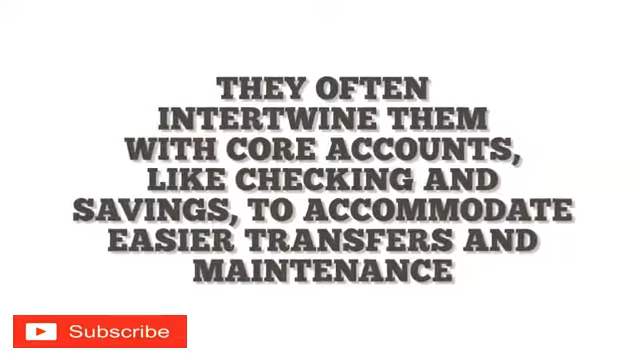 THEY OFTEN
INTERTWINE THEM
WITH CORE ACCOUNTS,
LIKE CHECKING AND
SAVINGS, TO ACCOMMODATE
EASIER TRANSFERS AND
MAINTENANCE
Subscribe